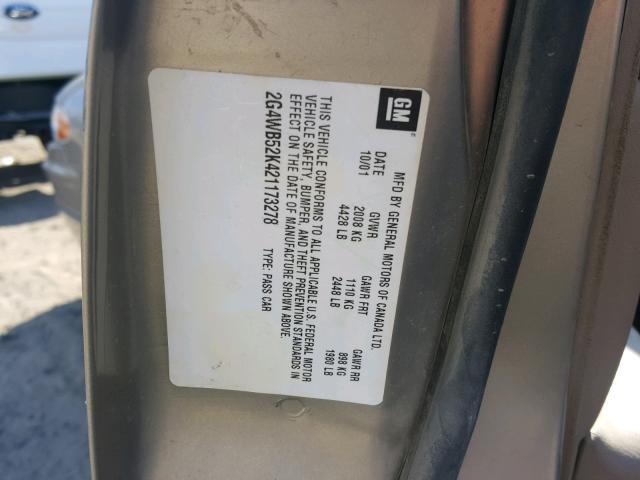 GM
MFD BY GENERAL MOTORS OF CANADA LTD.
DATE GVWR GAWR FRT GAWR RR
10/01 2008 KG 1110 KG 898 KG
4428 LB 2448 LB 1980 LB
THIS VEHICLE CONFORMS TO ALL APPLICABLE U.S. FEDERAL MOTOR
VEHICLE SAFETY, BUMPER, AND THEFT PREVENTION STANDARDS IN
EFFECT ON THE DATE OF MANUFACTURE SHOWN ABOVE.
2G4WB52K421173278 TYPE: PASS CAR